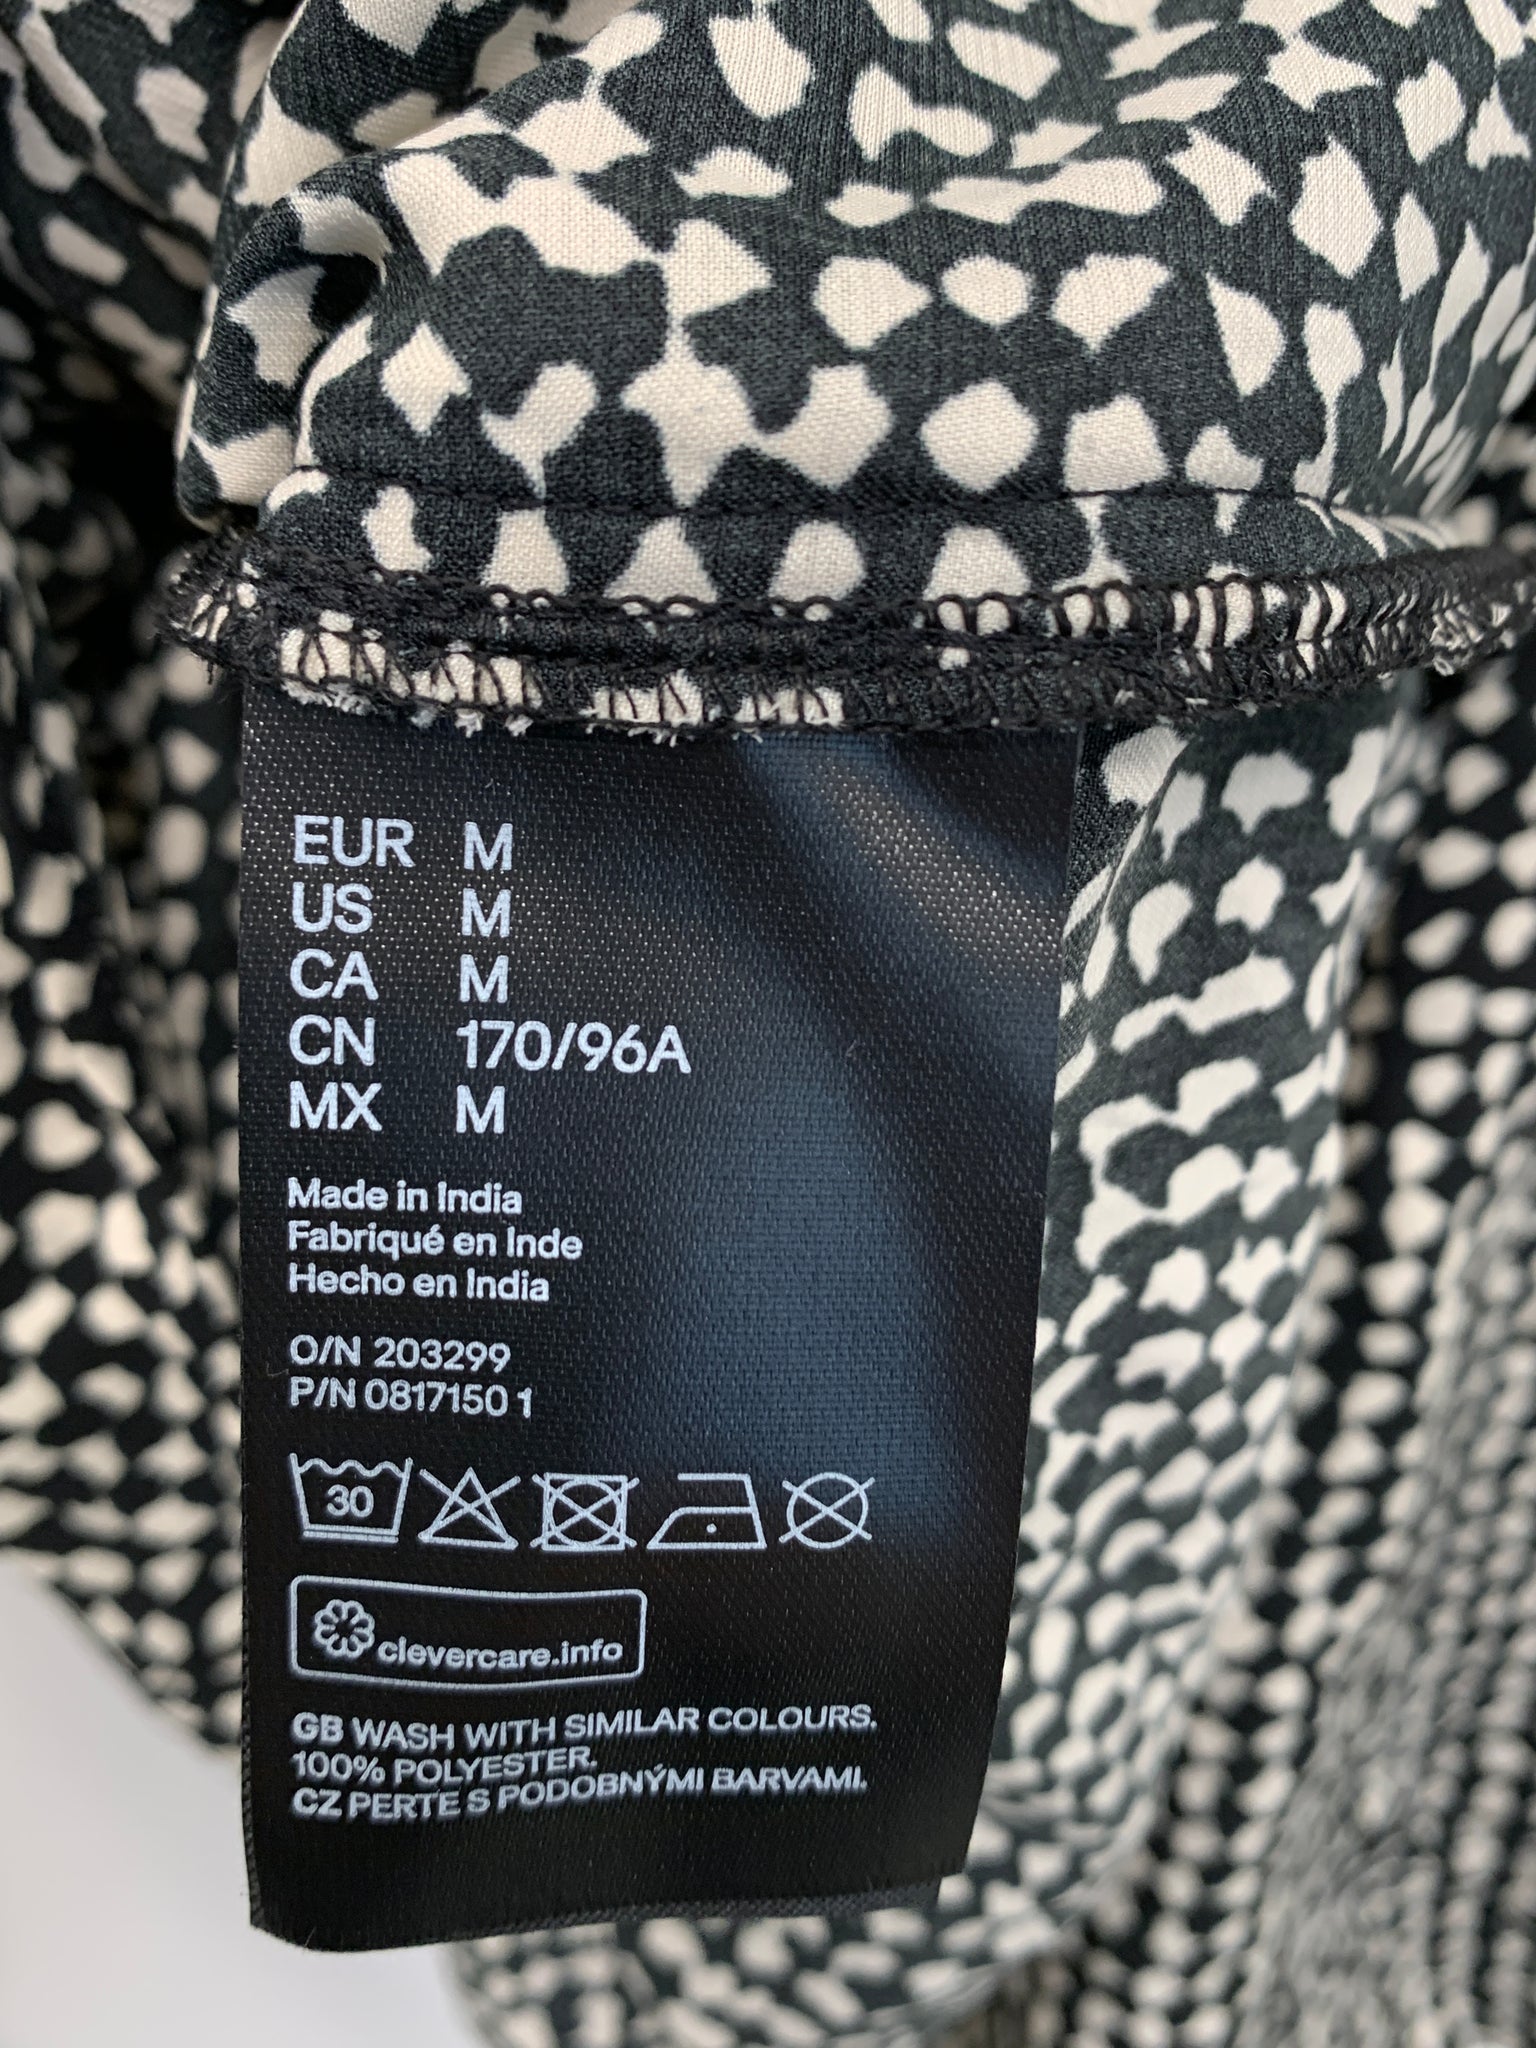 EUR M
US M
CA M
CN 170/96A
MX M
Made in India
Fabriqué en Inde
Hecho en India
O/N 203299
P/N 0817150 1
30
clevercare.info
GB WASH WITH SIMILAR COLOURS.
100% POLYESTER.
CZ PERTE S PODOBNÝMI BARVAMI.